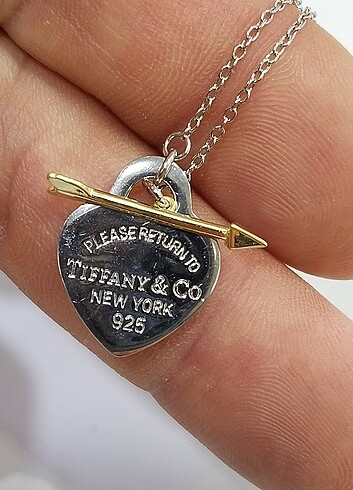 PLEASE RETURN TO
TIFFANY & Co.
NEW YORK
925